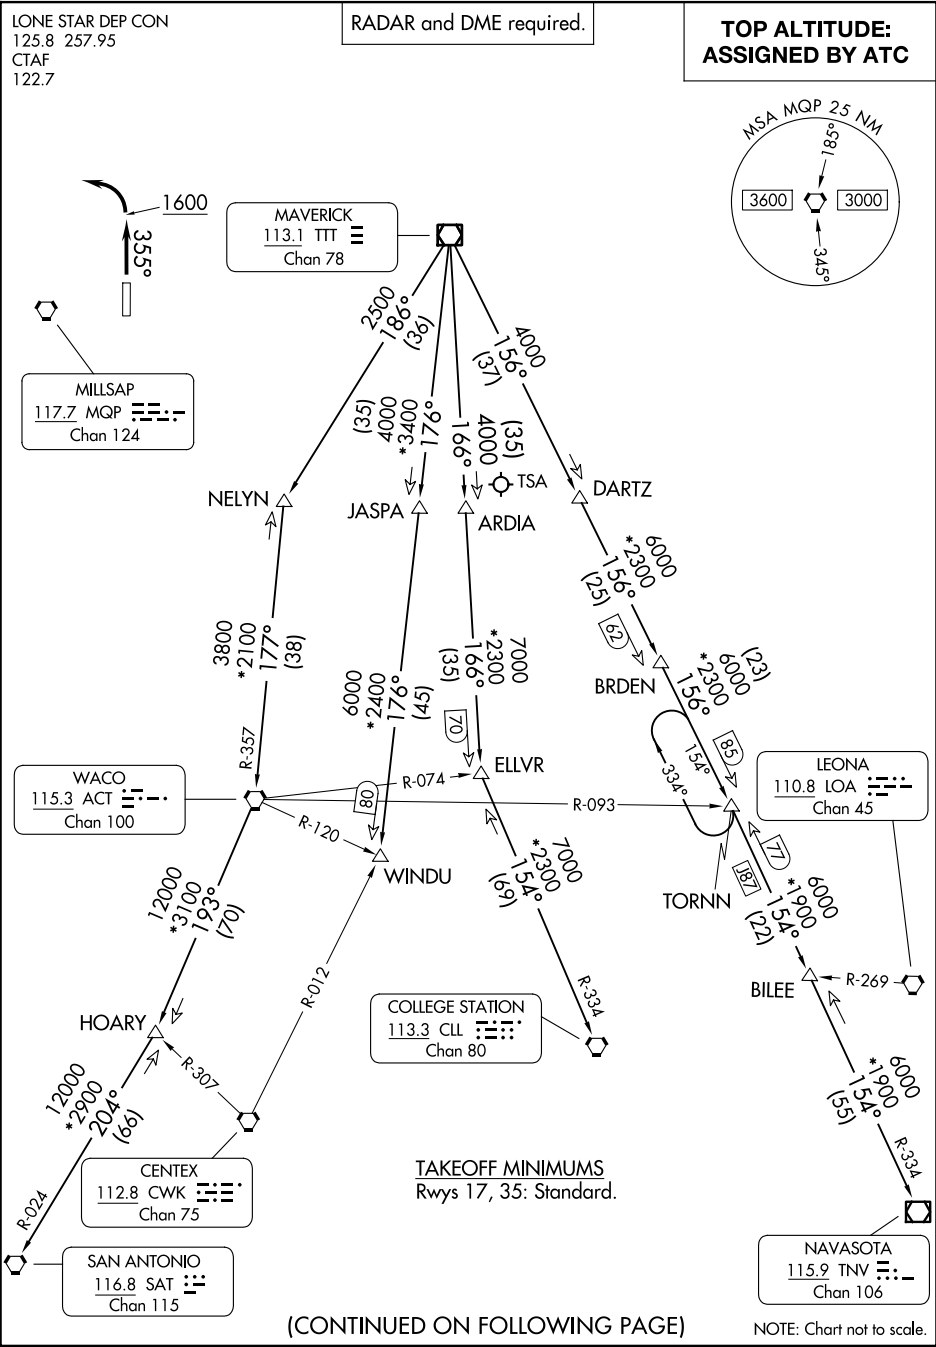 LONE STAR DEP CON
125.8 257.95
CTAF
122.7
RADAR and DME required.
TOP ALTITUDE:
ASSIGNED BY ATC
MSA MQP 25 NM
185°
3600
3000
345°
1600
355°
MAVERICK
113.1 TTT
Chan 78
MILLSAP
117.7 MQP
Chan 124
2500
186°
(36)
(35)
4000
*3400
176°
(35)
4000
166°
4000
156°
(37)
TSA
NELYN
JASPA
ARDIA
DARTZ
6000
*2300
156°
(25)
62
3800
*2100
177°
(38)
6000
*2400
176°
(45)
7000
*2300
166°
(35)
70
BRDEN
(23)
6000
*2300
156°
85
154°
334°
R-357
WACO
115.3 ACT
Chan 100
R-074
ELLVR
80
R-093
R-120
WINDU
LEONA
110.8 LOA
Chan 45
77
J87
TORNN
6000
*1900
154°
(22)
7000
*2300
154°
(69)
12000
*3100
193°
(70)
R-012
R-334
BILEE
R-269
HOARY
COLLEGE STATION
113.3 CLL
Chan 80
R-307
12000
*2900
204°
(66)
6000
*1900
154°
(55)
R-334
CENTEX
112.8 CWK
Chan 75
TAKEOFF MINIMUMS
Rwys 17, 35: Standard.
R-024
SAN ANTONIO
116.8 SAT
Chan 115
NAVASOTA
115.9 TNV
Chan 106
(CONTINUED ON FOLLOWING PAGE)
NOTE: Chart not to scale.